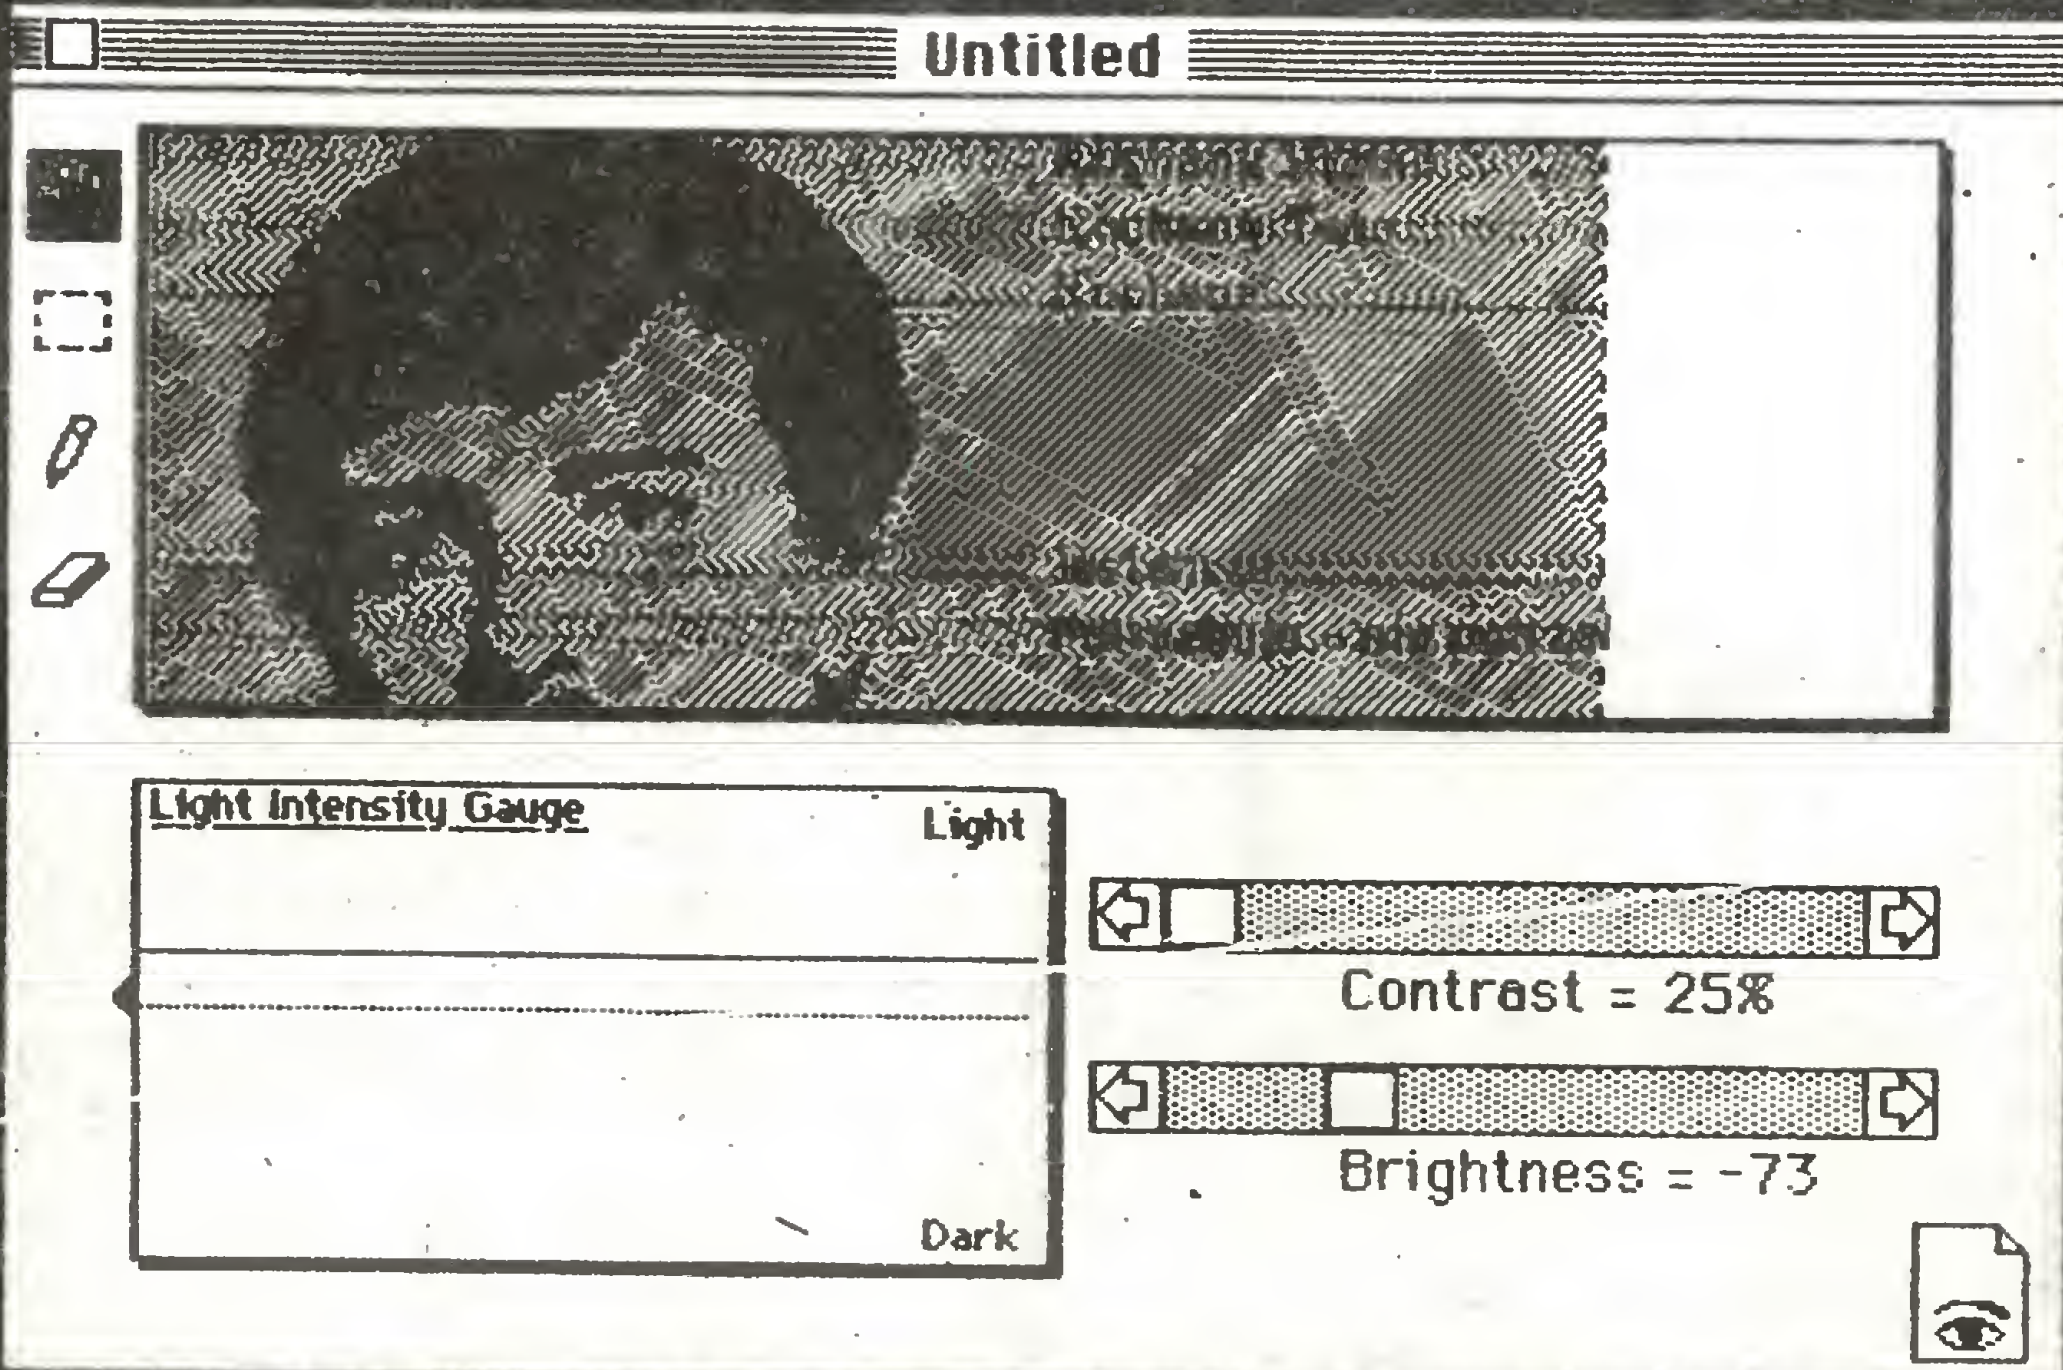 Untitled
Light Intensity Gauge
Light
Contrast = 25%
Brightness = -73
Dark